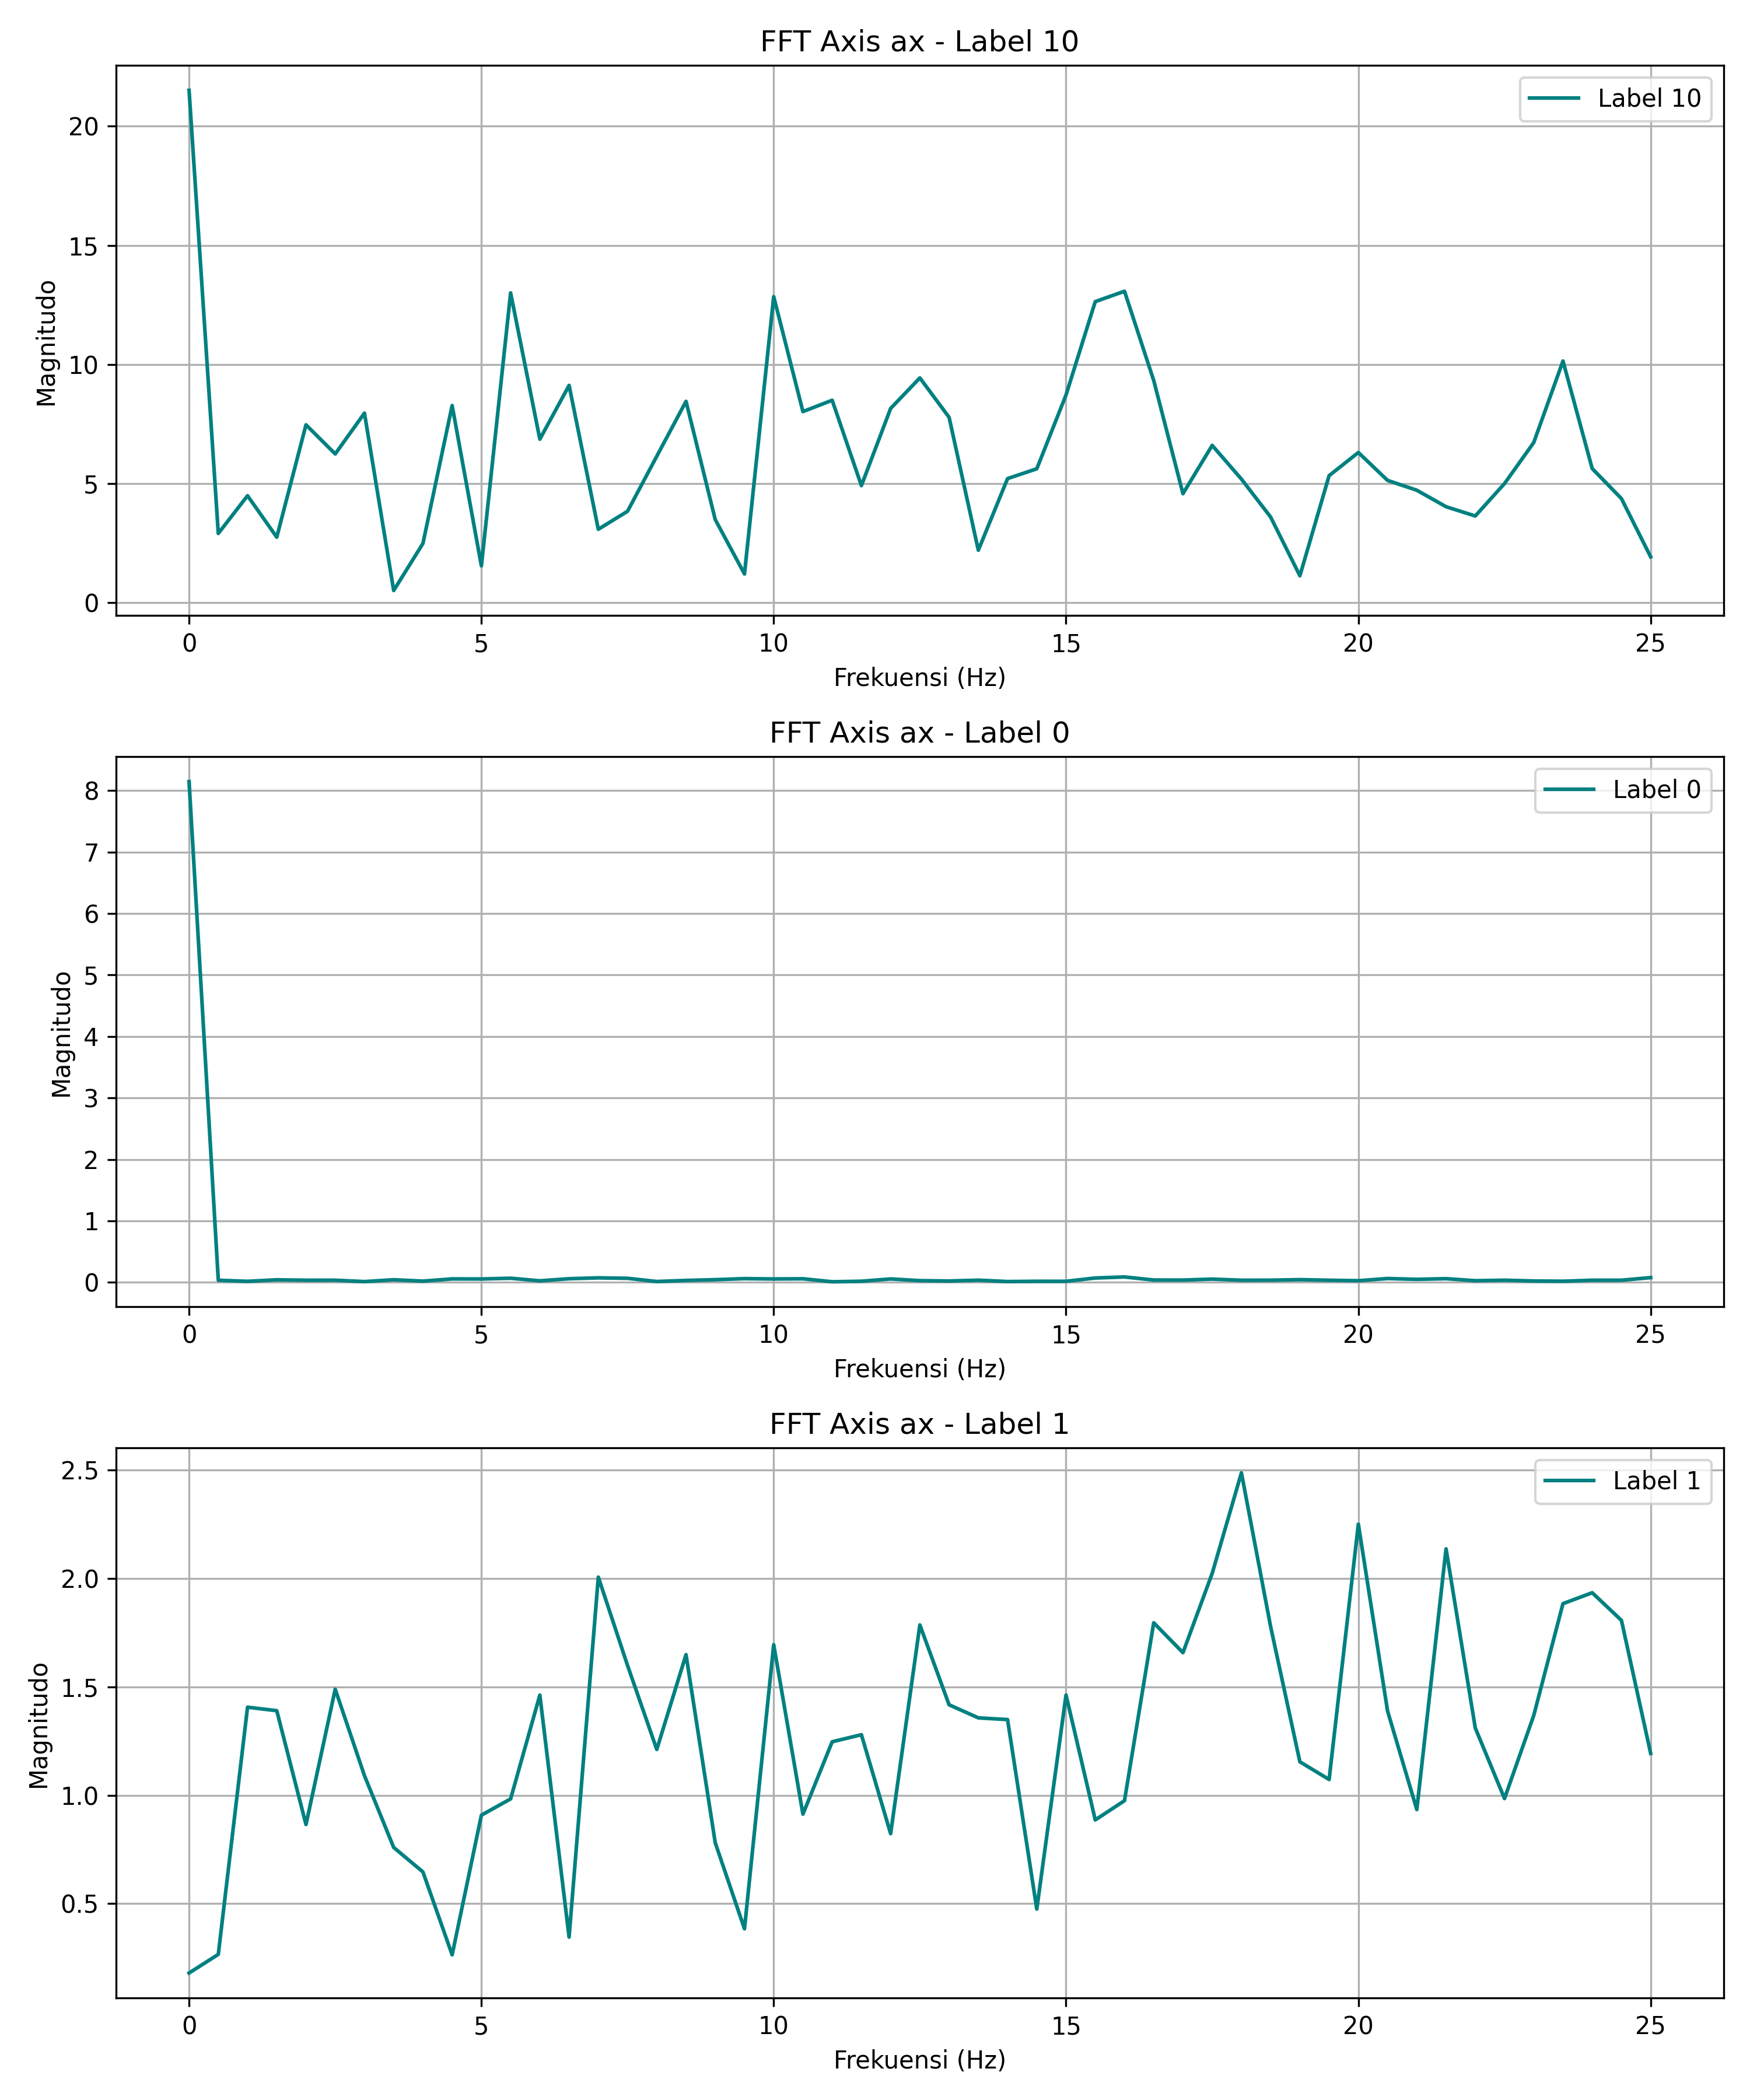 FFT Axis ax - Label 10
Label 10
20
15
10
5
0
Magnitudo
0 5 10 15 20 25
Frekuensi (Hz)
FFT Axis ax - Label 0
Label 0
8
7
6
5
4
3
2
1
0
Magnitudo
0 5 10 15 20 25
Frekuensi (Hz)
FFT Axis ax - Label 1
Label 1
2.5
2.0
1.5
1.0
0.5
Magnitudo
0 5 10 15 20 25
Frekuensi (Hz)